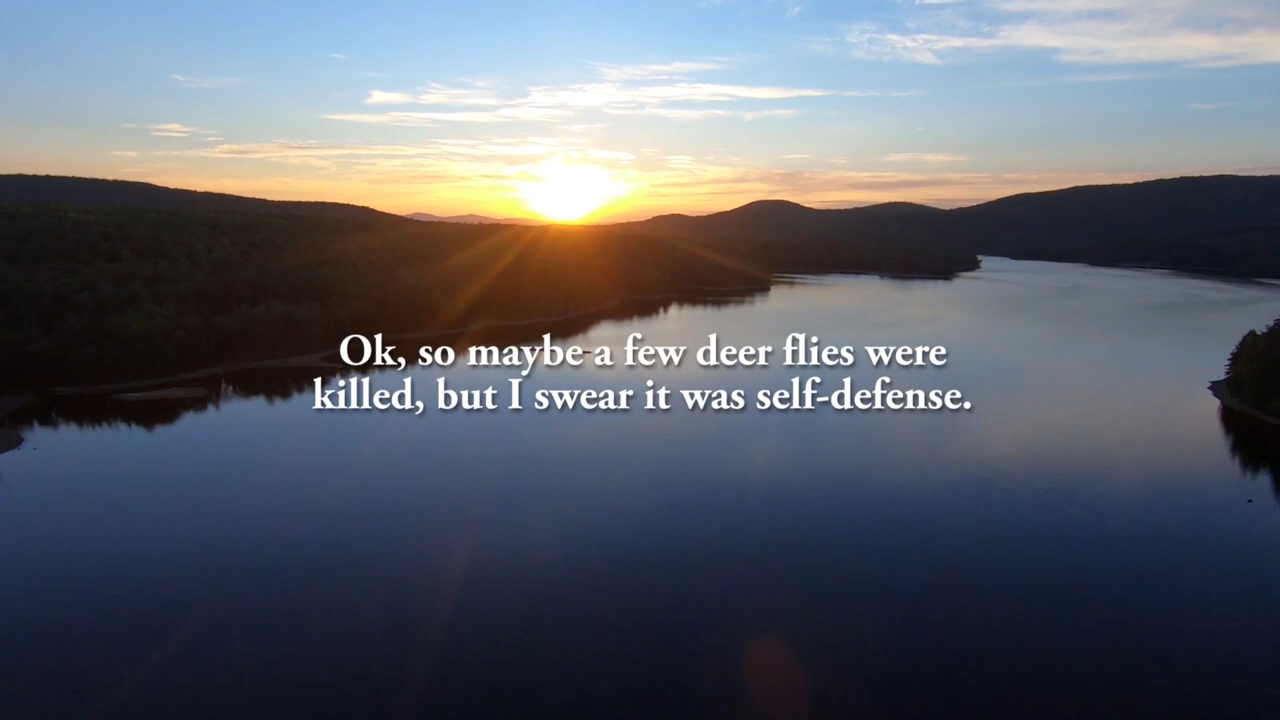 Ok, so maybe a few deer flies were
killed, but I swear it was self-defense.